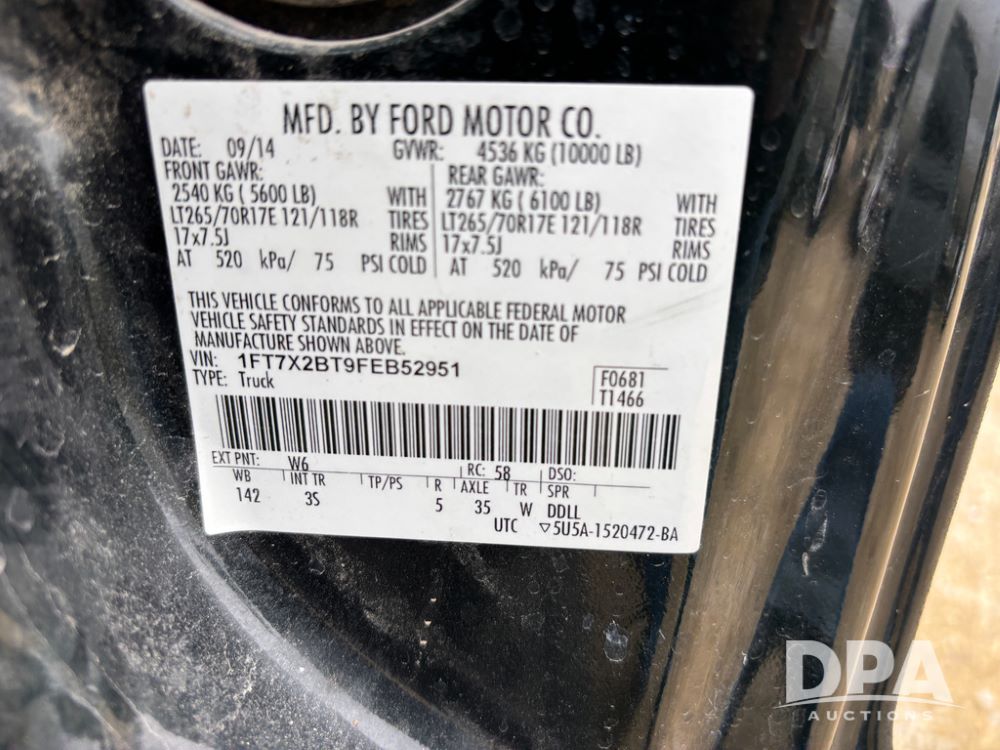 MFD. BY FORD MOTOR CO.
DATE: 09/14 GVWR: 4536 KG (10000 LB)
FRONT GAWR: REAR GAWR:
2540 KG ( 5600 LB) WITH 2767 KG ( 6100 LB) WITH
LT265/70R17E 121/118R TIRES LT265/70R17E 121/118R TIRES
17x7.5J RIMS 17x7.5J RIMS
AT 520 kPa/ 75 PSI COLD AT 520 kPa/ 75 PSI COLD
THIS VEHICLE CONFORMS TO ALL APPLICABLE FEDERAL MOTOR
VEHICLE SAFETY STANDARDS IN EFFECT ON THE DATE OF
MANUFACTURE SHOWN ABOVE.
VIN: 1FT7X2BT9FEB52951
TYPE: Truck
F0681
T1466
EXT PNT: W6 RC: 58 DSO:
WB INT TR TP/PS R AXLE TR SPR
142 3S 5 35 W DDLL
UTC ▽5U5A-1520472-BA
DPA
AUCTIONS